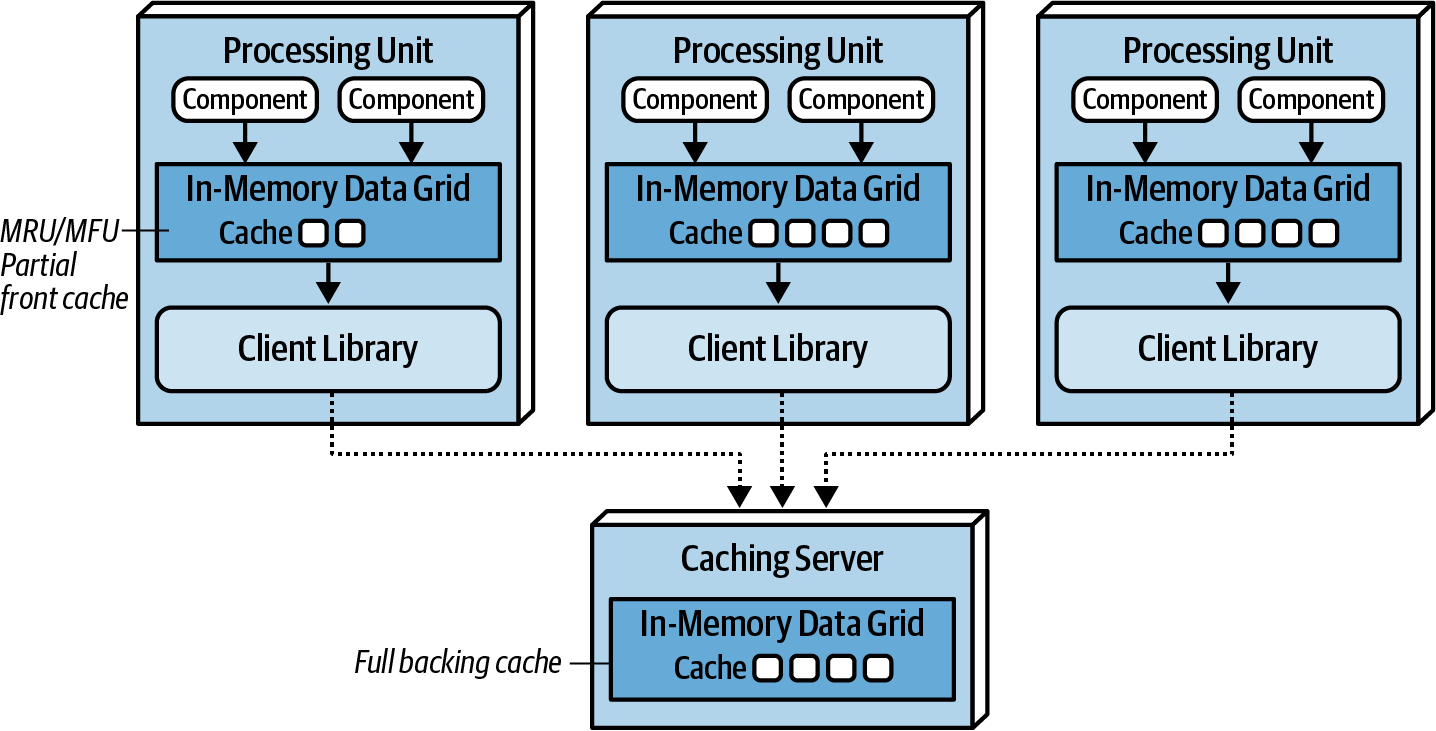 Processing Unit
Component
Component
In-Memory Data Grid
Cache
Client Library
MRU/MFU
Partial
front cache
Processing Unit
Component
Component
In-Memory Data Grid
Cache
Client Library
Processing Unit
Component
Component
In-Memory Data Grid
Cache
Client Library
Caching Server
In-Memory Data Grid
Cache
Full backing cache